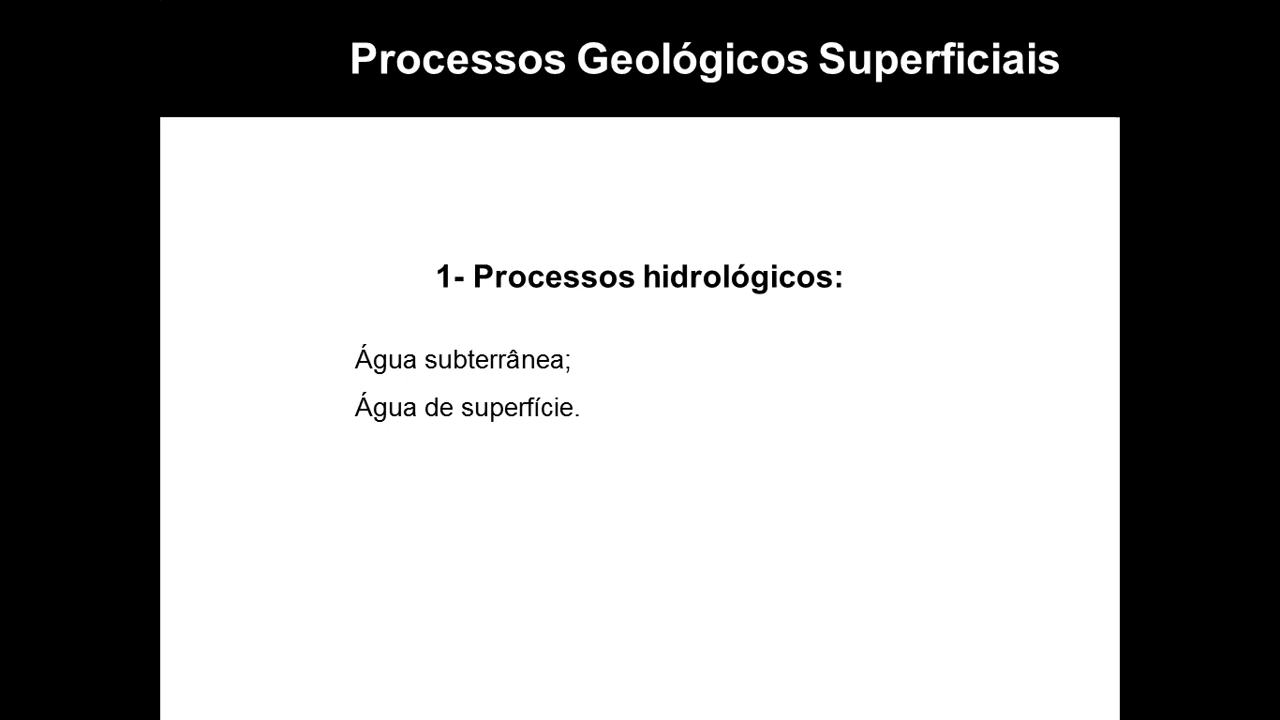 Processos Geológicos Superficiais
1- Processos hidrológicos:
Água subterrânea;
Água de superfície.